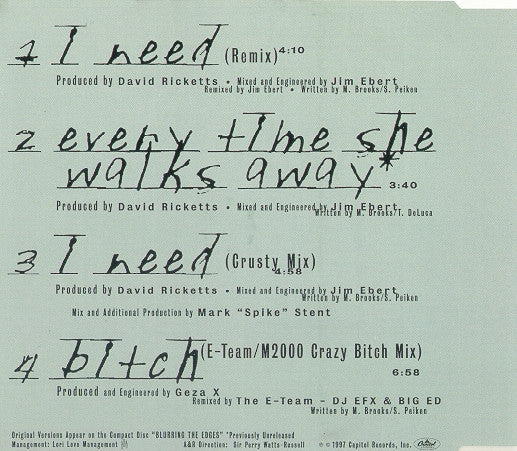 1 I need (Remix) 4:10
Produced by David Ricketts • Mixed and Engineered by Jim Ebert
Remixed by Jim Ebert • Written by M. Brooks/S. Peiken
2 every time she
walks away* 3:40
Produced by David Ricketts • Mixed and Engineered by Jim Ebert
Written by M. Brooks/T. DeLuca
3 I need (Crusty Mix)
4:58
Produced by David Ricketts • Mixed and Engineered by Jim Ebert
Written by M. Brooks/S. Peiken
Mix and Additional Production by Mark "Spike" Stent
4 bitch (E-Team/M2000 Crazy Bitch Mix)
6:58
Produced and Engineered by Geza X
Remixed by The E-Team - DJ EFX & BIG ED
Written by M. Brooks/S. Peiken
Original Versions Appear on the Compact Disc "BLURRING THE EDGES" *Previously Unreleased
Management: Lori Leve Management A&R Direction: Sir Perry Watts-Russell ℗ © 1997 Capitol Records, Inc. Capitol